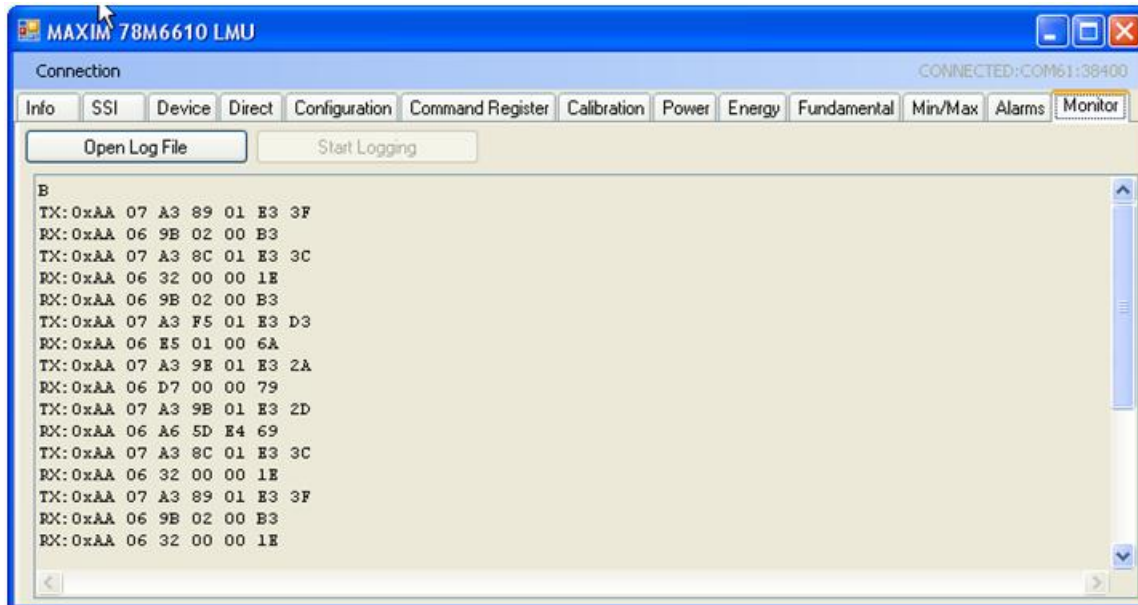 MAXIM 78M6610 LMU
Connection CONNECTED:COM61:38400
Info SSI Device Direct Configuration Command Register Calibration Power Energy Fundamental Min/Max Alarms Monitor
Open Log File Start Logging
B
TX:0xAA 07 A3 89 01 E3 3F
RX:0xAA 06 9B 02 00 B3
TX:0xAA 07 A3 8C 01 E3 3C
RX:0xAA 06 32 00 00 1E
RX:0xAA 06 9B 02 00 B3
TX:0xAA 07 A3 F5 01 E3 D3
RX:0xAA 06 E5 01 00 6A
TX:0xAA 07 A3 9E 01 E3 2A
RX:0xAA 06 D7 00 00 79
TX:0xAA 07 A3 9B 01 E3 2D
RX:0xAA 06 A6 5D E4 69
TX:0xAA 07 A3 8C 01 E3 3C
RX:0xAA 06 32 00 00 1E
TX:0xAA 07 A3 89 01 E3 3F
RX:0xAA 06 9B 02 00 B3
RX:0xAA 06 32 00 00 1E